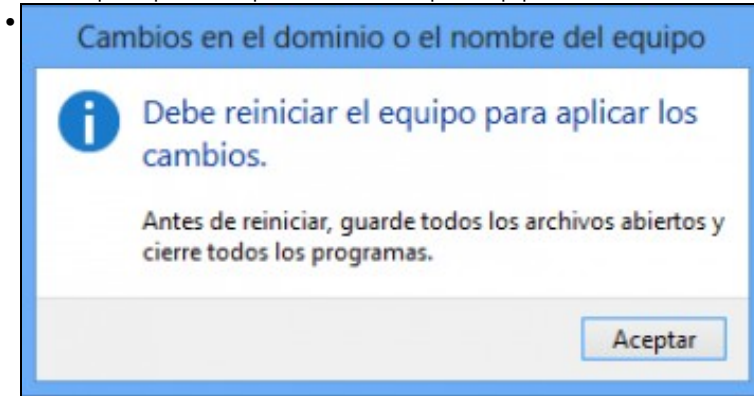 Cambios en el dominio o el nombre del equipo
Debe reiniciar el equipo para aplicar los
cambios.
Antes de reiniciar, guarde todos los archivos abiertos y
cierre todos los programas.
Aceptar